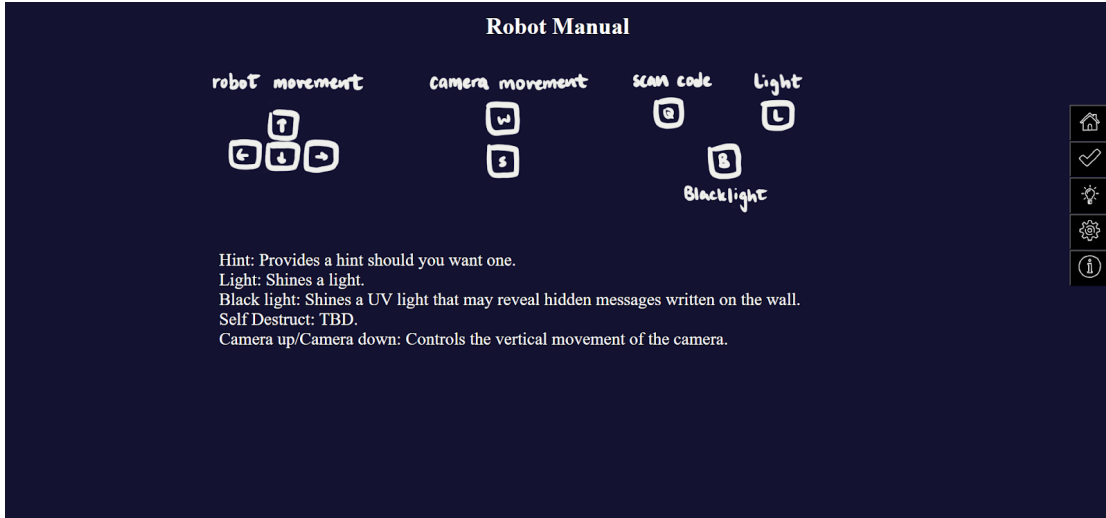 Robot Manual
robot movement camera movement scan code Light
↑ W Q L
← ↓ → S B
Blacklight
Hint: Provides a hint should you want one.
Light: Shines a light.
Black light: Shines a UV light that may reveal hidden messages written on the wall.
Self Destruct: TBD.
Camera up/Camera down: Controls the vertical movement of the camera.